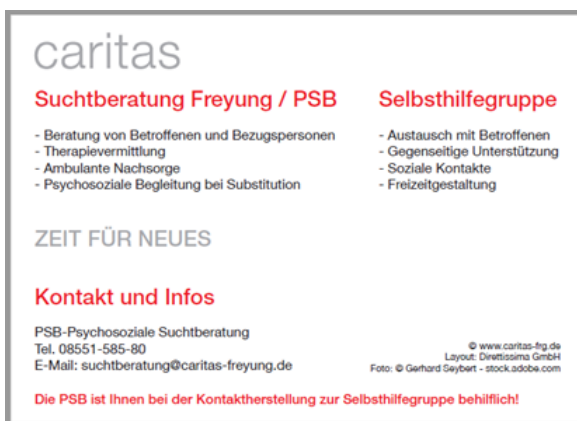 caritas
Suchtberatung Freyung / PSB
- Beratung von Betroffenen und Bezugspersonen
- Therapievermittlung
- Ambulante Nachsorge
- Psychosoziale Begleitung bei Substitution
Selbsthilfegruppe
- Austausch mit Betroffenen
- Gegenseitige Unterstützung
- Soziale Kontakte
- Freizeitgestaltung
ZEIT FÜR NEUES
Kontakt und Infos
PSB-Psychosoziale Suchtberatung
Tel. 08551-585-80
E-Mail: suchtberatung@caritas-freyung.de
© www.caritas-frg.de
Layout: Direttissima GmbH
Foto: © Gerhard Seybert - stock.adobe.com
Die PSB ist Ihnen bei der Kontaktherstellung zur Selbsthilfegruppe behilflich!